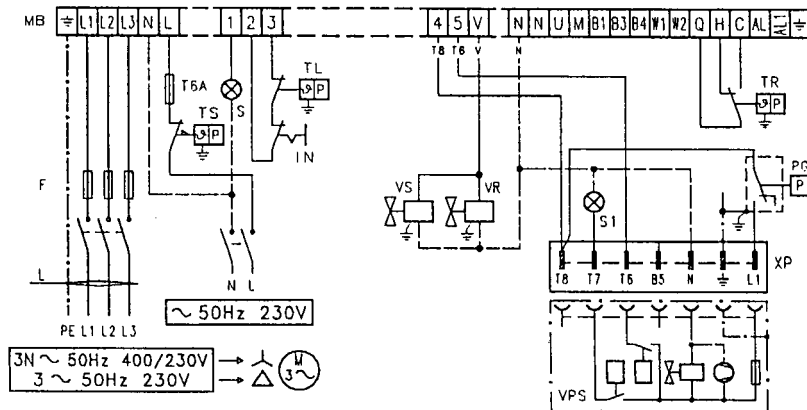 MB
L1 L2 L3 N L 1 2 3 4 5 V N N U M B1 B3 B4 W1 W2 Q H C AL AL1
T8 T6 V N
T6A
TS
ϑ P
S
TL
ϑ P
IN
TR
ϑ P
F
VS
VR
S1
PG
P
XP
T8 T7 T6 B5 N L1
L
N L
~ 50Hz 230V
PE L1 L2 L3
3N ~ 50Hz 400/230V
3 ~ 50Hz 230V
M
3~
VPS